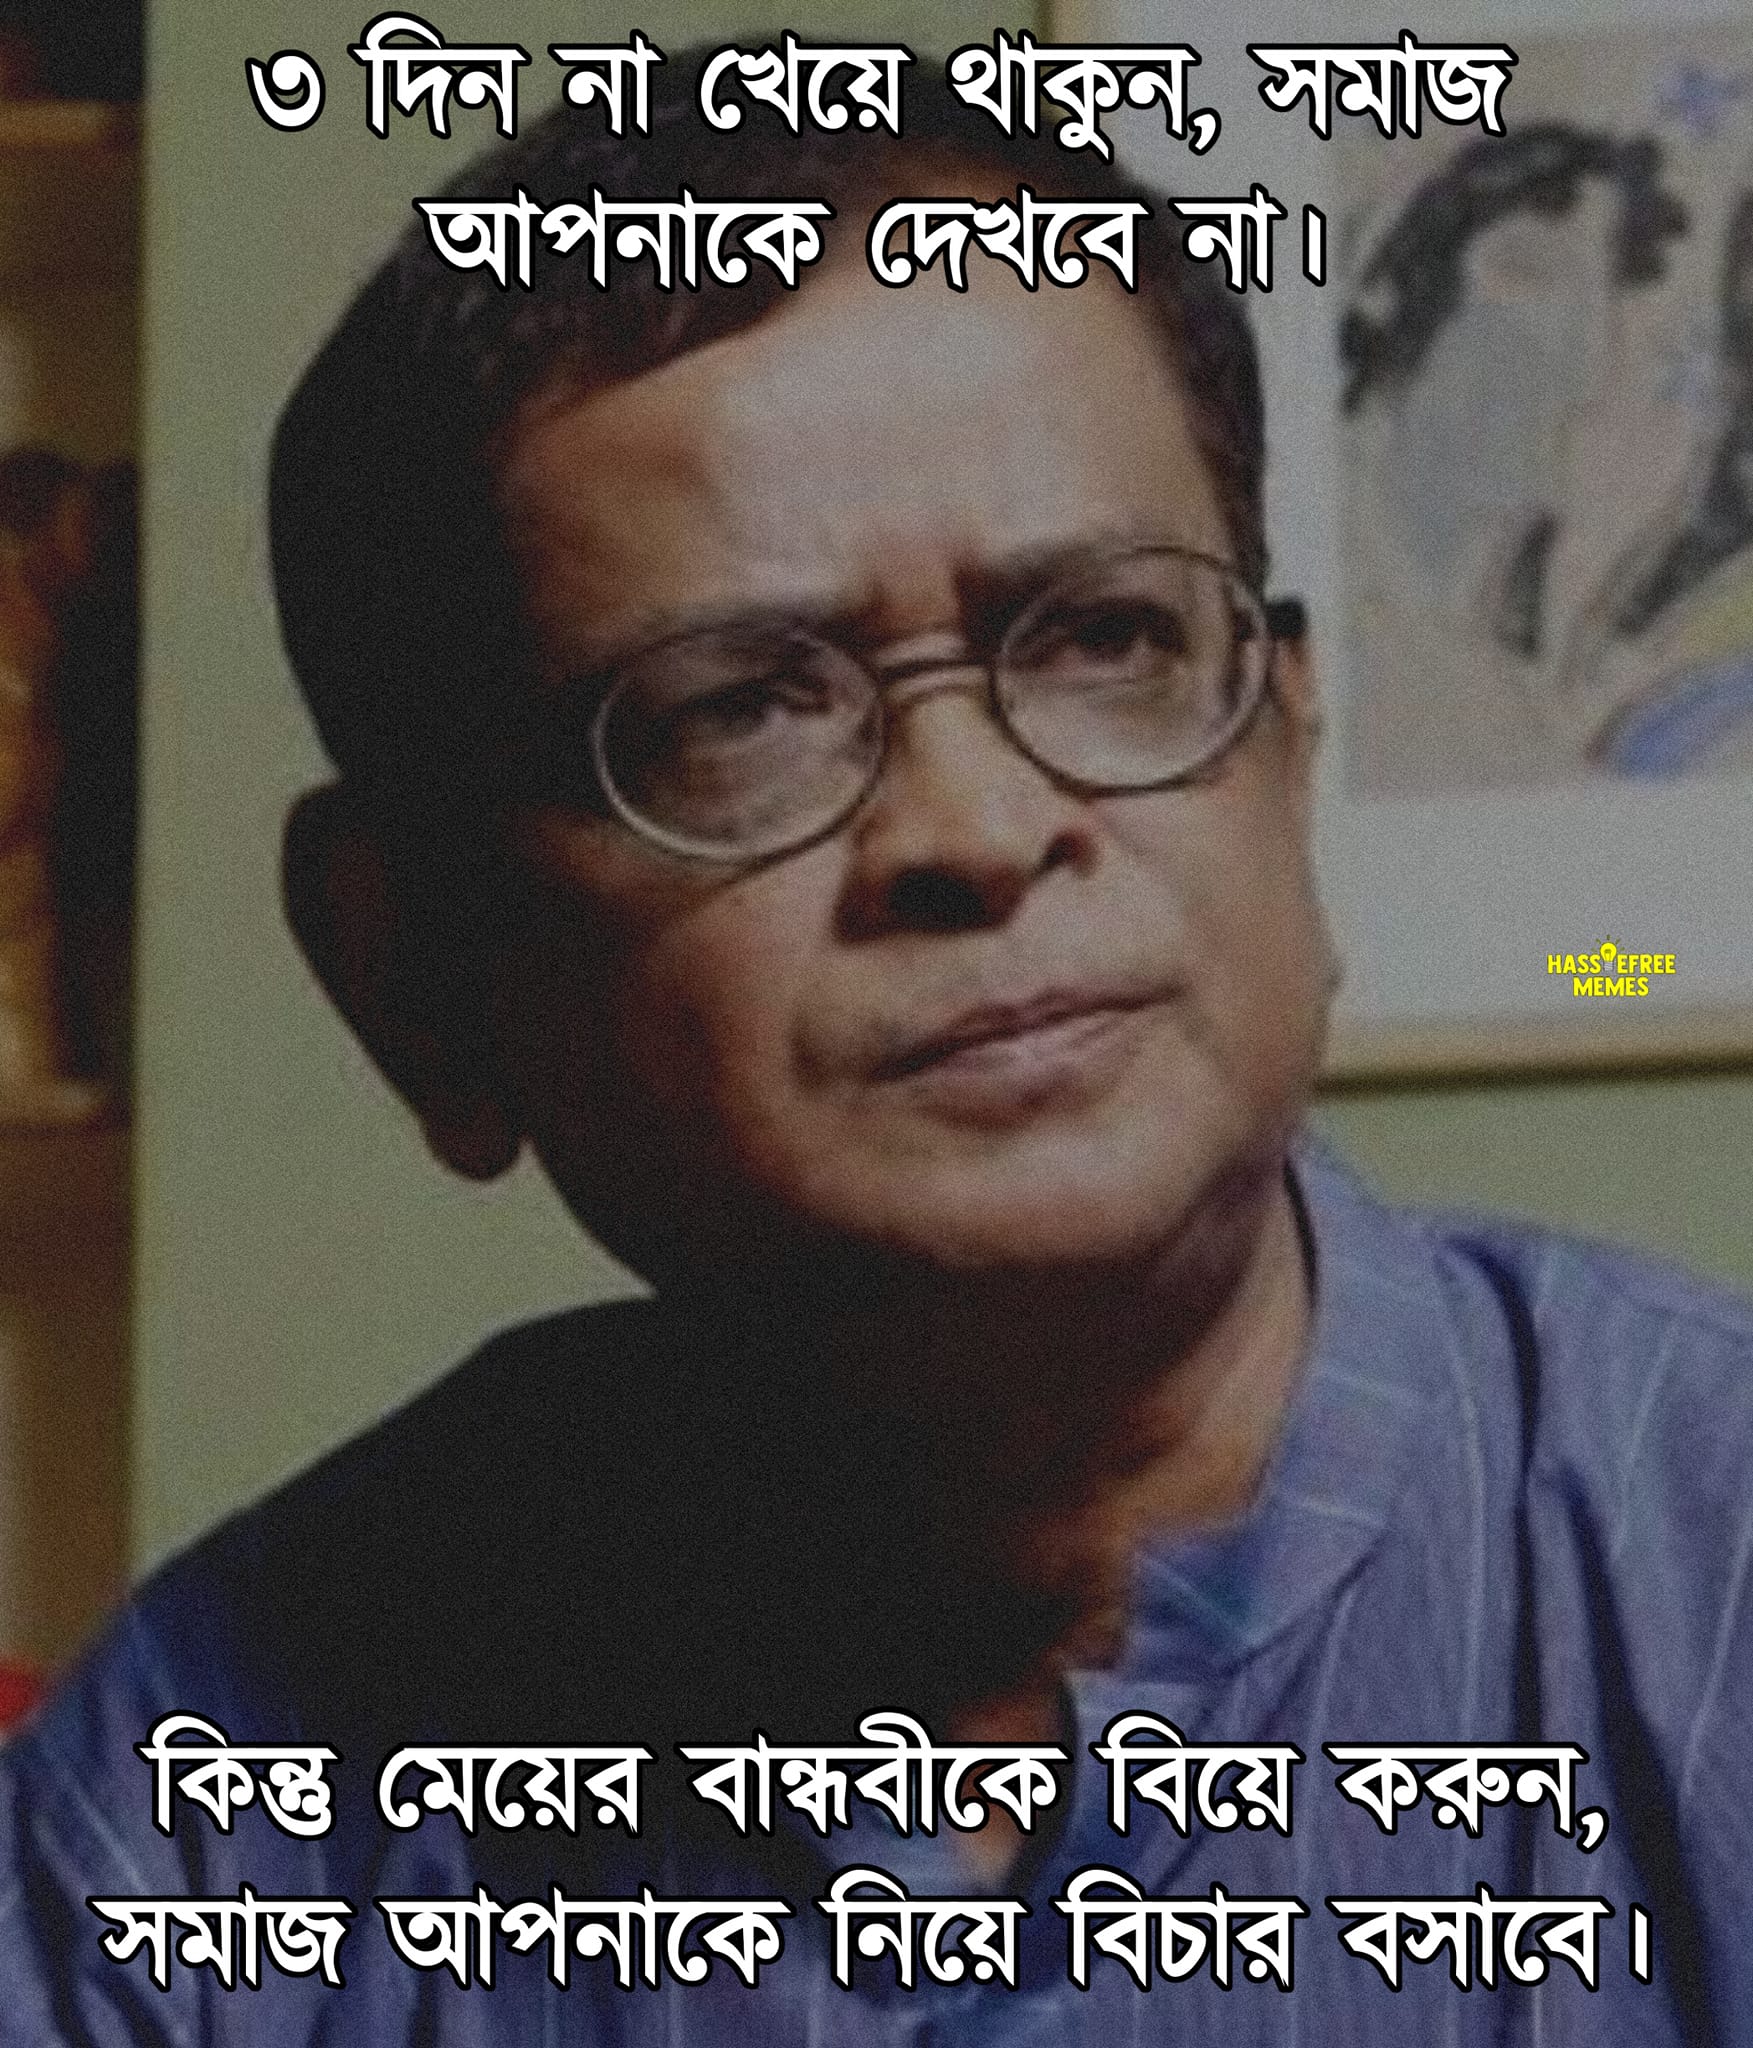 ৩ দিন না খেয়ে থাকুন, সমাজ
আপনাকে দেখবে না।
HASSLEFREE
MEMES
কিন্তু মেয়ের বান্ধবীকে বিয়ে করুন,
সমাজ আপনাকে নিয়ে বিচার বসাবে।